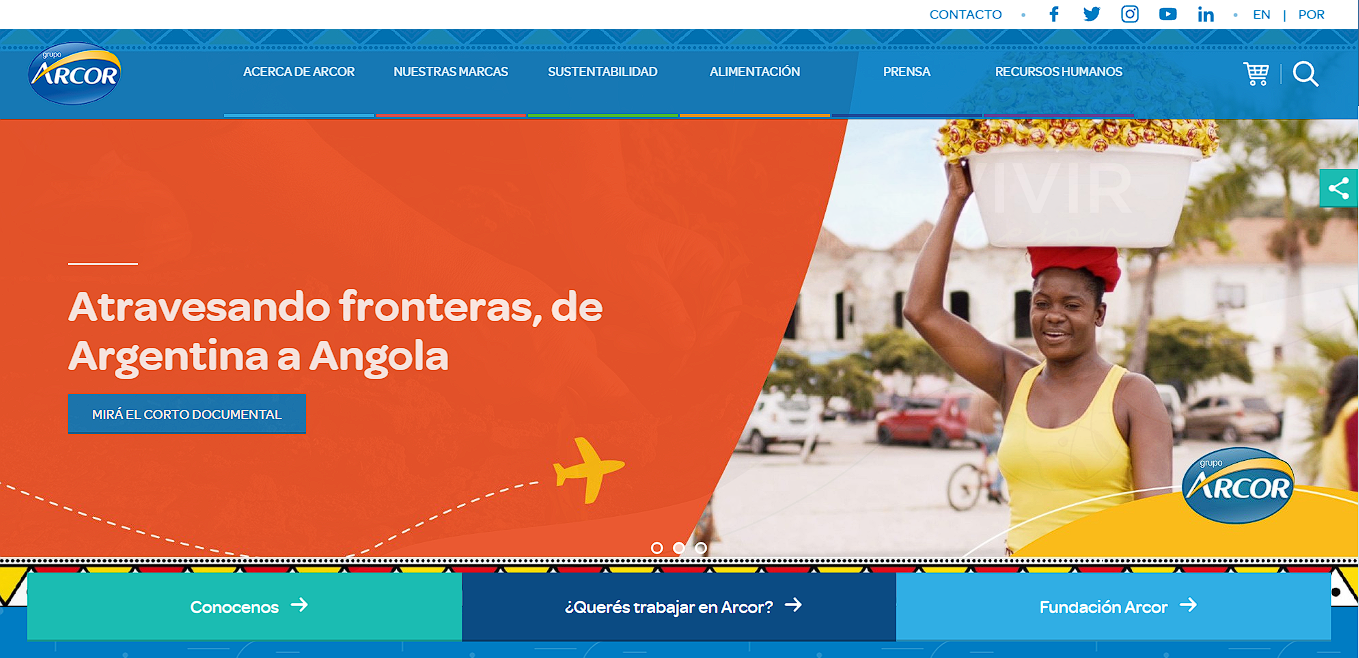 CONTACTO
EN | POR
grupo
ARCOR
ACERCA DE ARCOR
NUESTRAS MARCAS
SUSTENTABILIDAD
ALIMENTACIÓN
PRENSA
RECURSOS HUMANOS
VIVIR
Atravesando fronteras, de
Argentina a Angola
MIRÁ EL CORTO DOCUMENTAL
grupo
ARCOR
Conocenos
¿Querés trabajar en Arcor?
Fundación Arcor